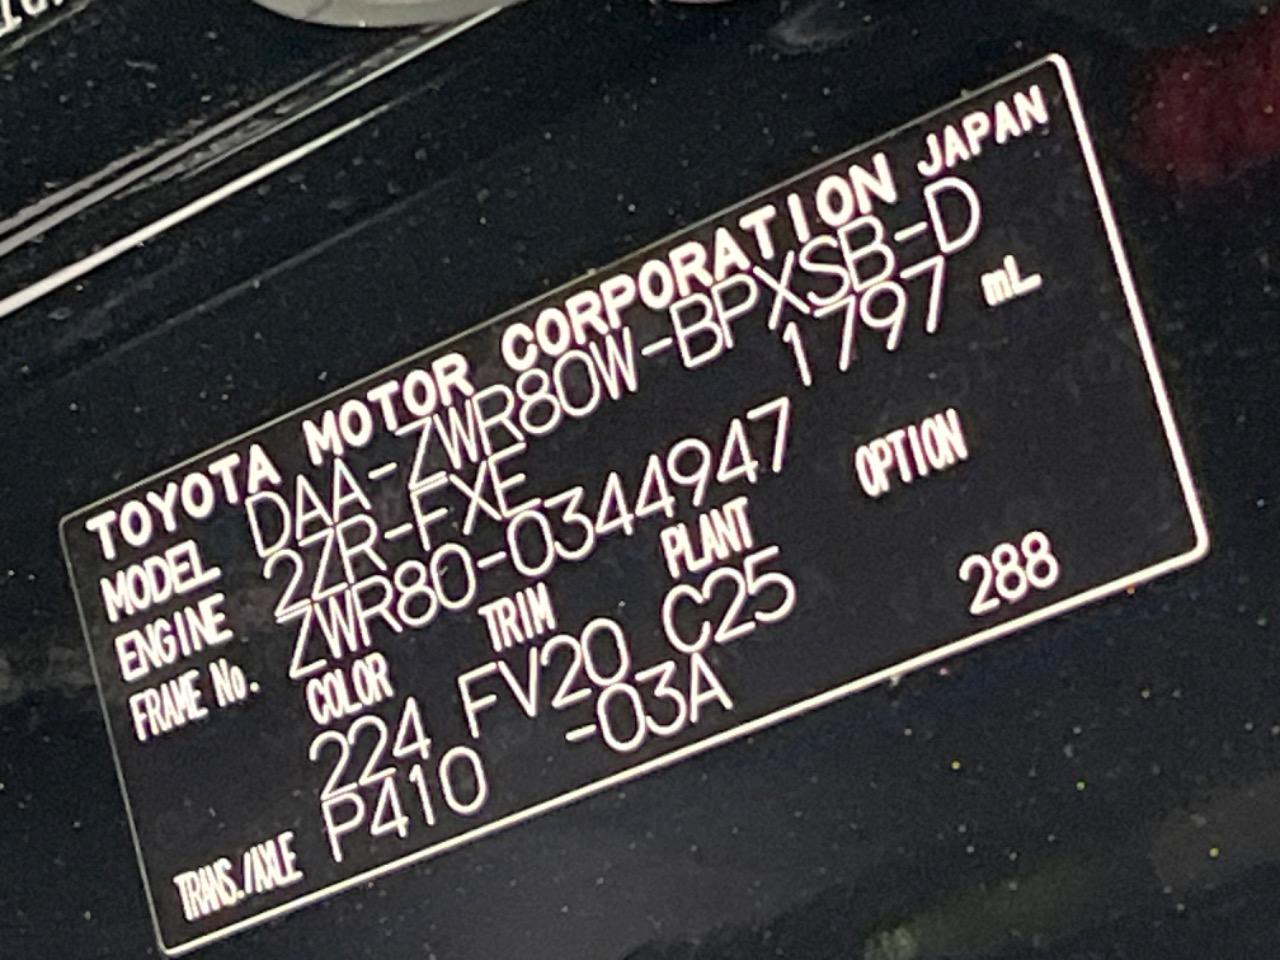 TOYOTA MOTOR CORPORATION JAPAN
MODEL DAA-ZWR80W-BPXSB-D
ENGINE 2ZR-FXE 1797 mL
FRAME No. ZWR80-0344947
COLOR TRIM PLANT OPTION
224 FV20 C25 288
TRANS./AXLE P410 -03A